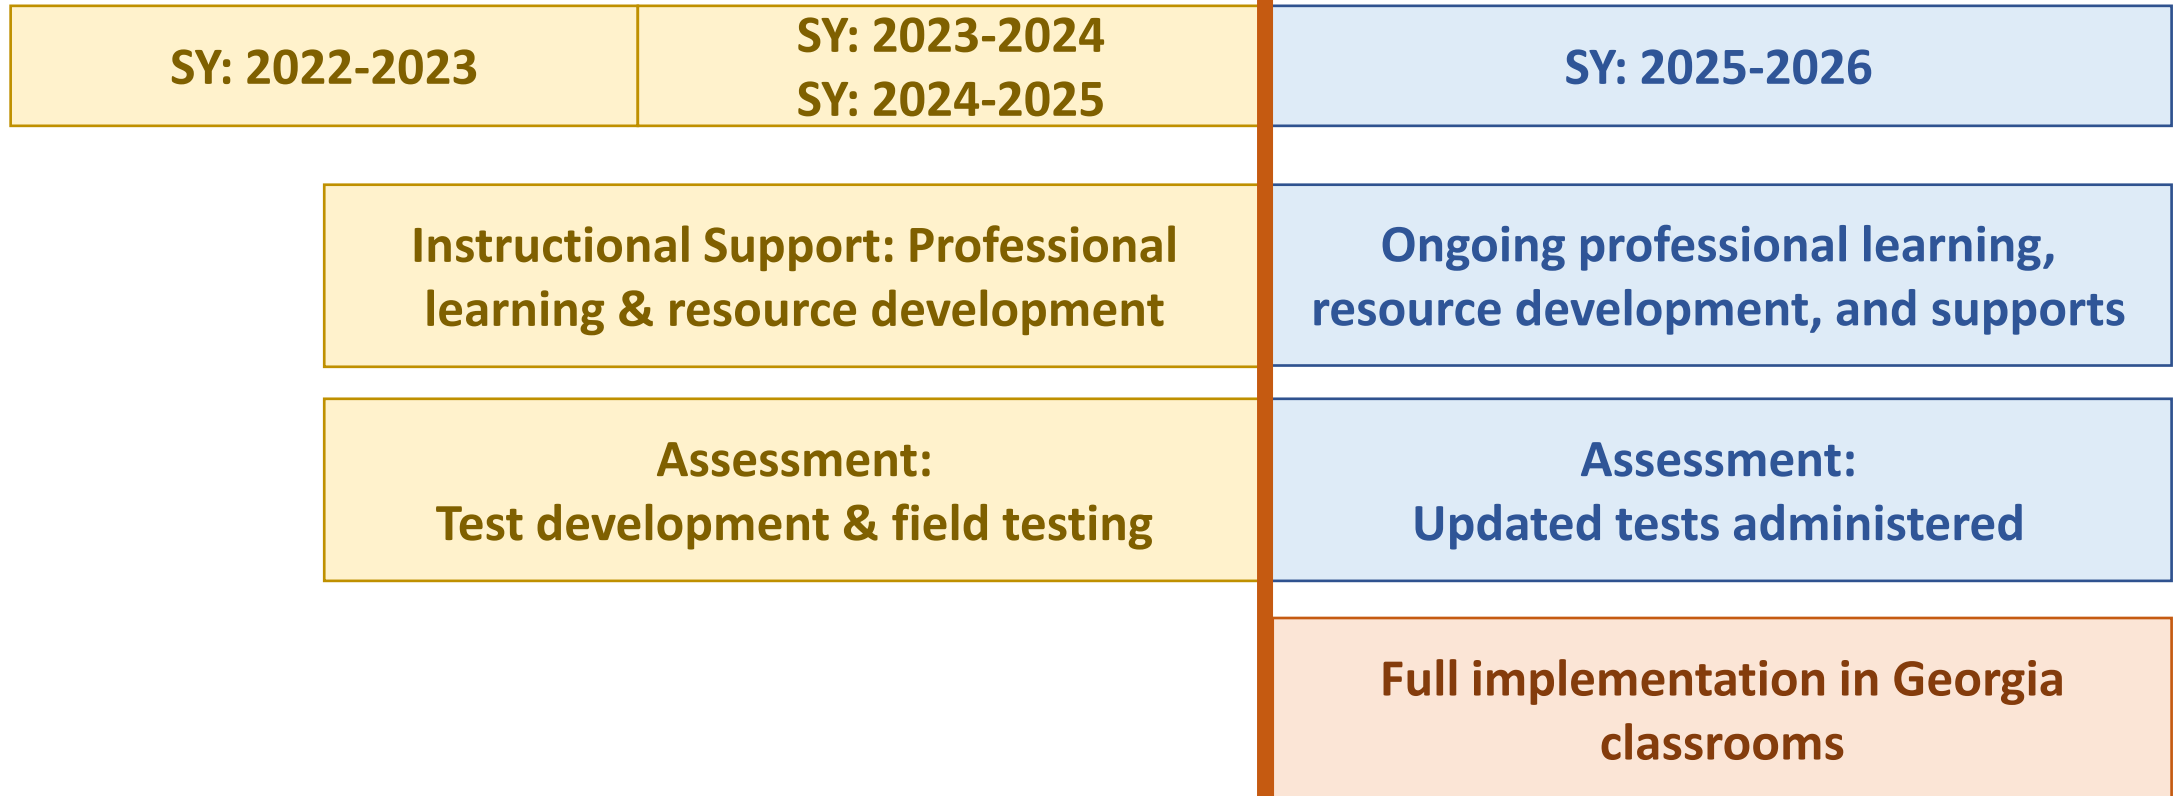 SY: 2022-2023
SY: 2023-2024
SY: 2024-2025
SY: 2025-2026
Instructional Support: Professional
learning & resource development
Ongoing professional learning,
resource development, and supports
Assessment:
Test development & field testing
Assessment:
Updated tests administered
Full implementation in Georgia
classrooms